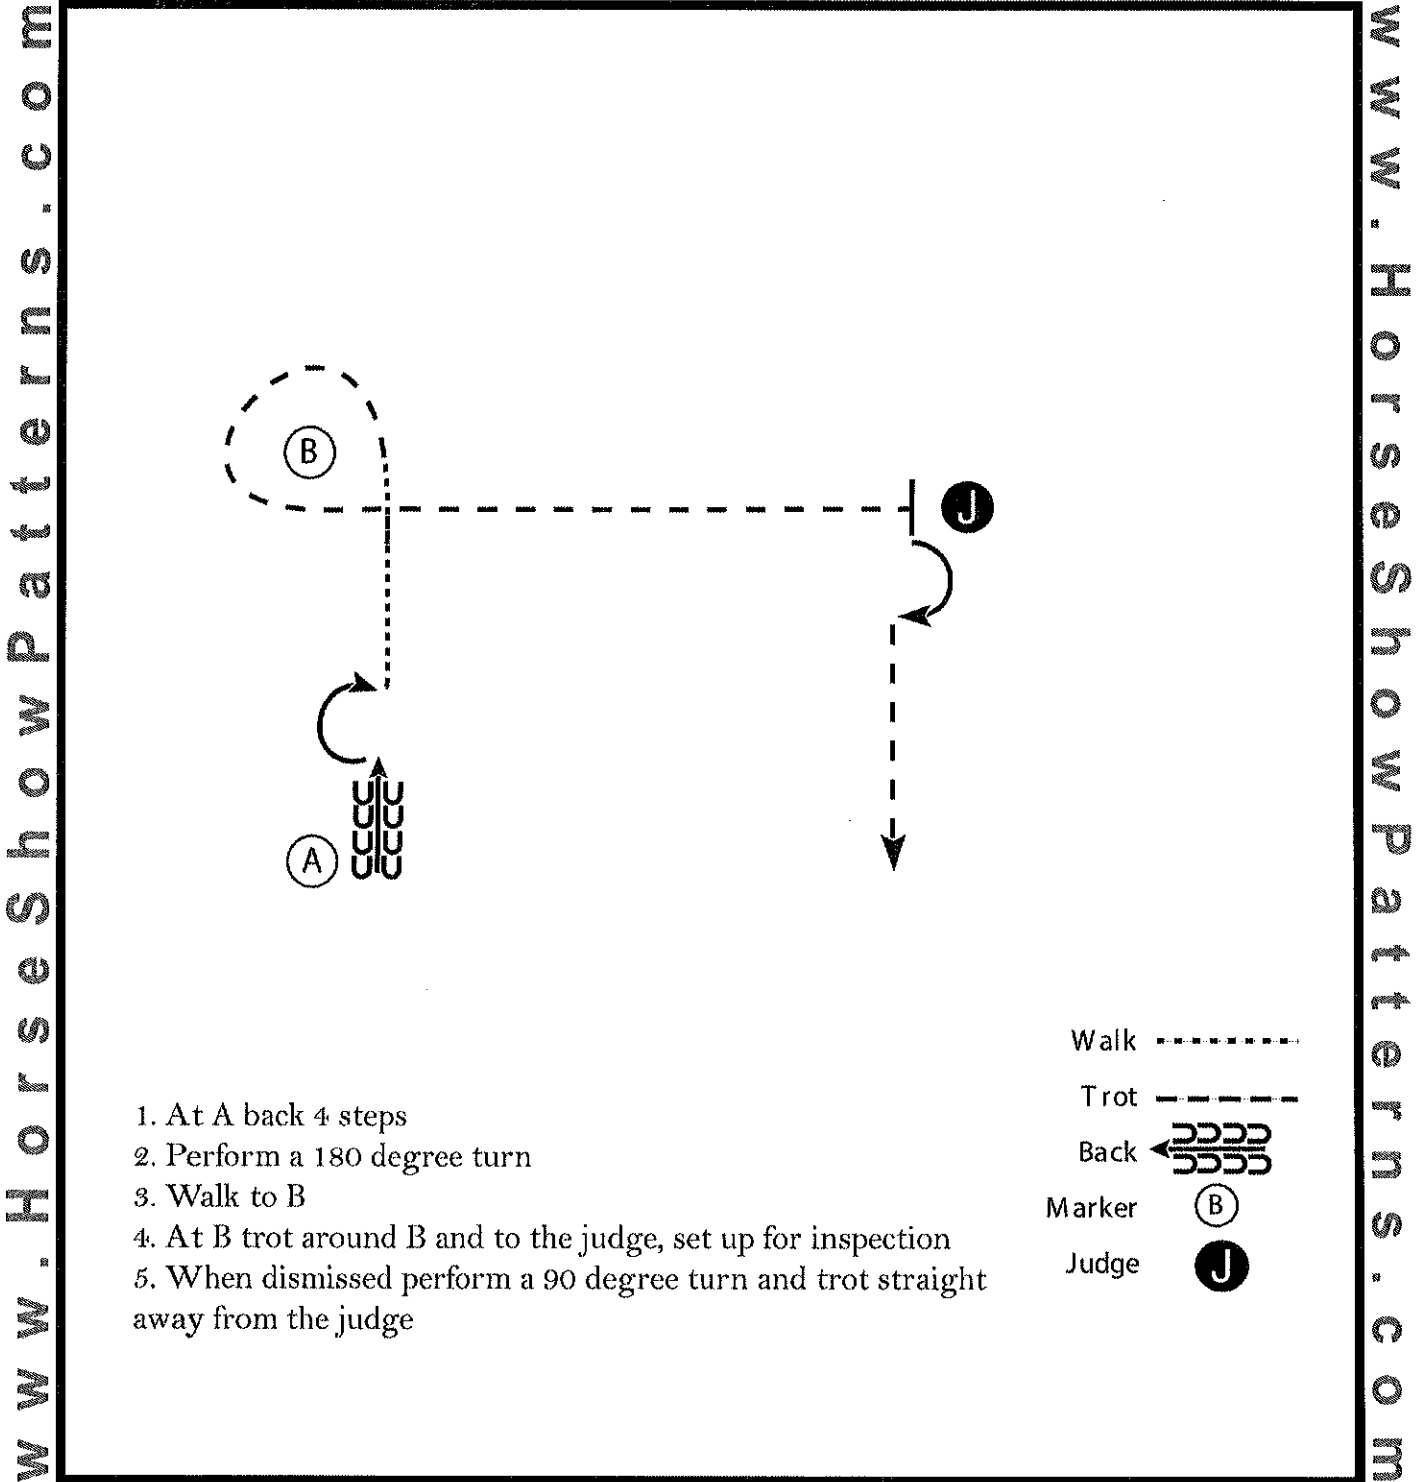 www.HorseShowPatterns.com
www.HorseShowPatterns.com
B
J
A
Walk
Trot
Back
Marker B
Judge J
1. At A back 4 steps
2. Perform a 180 degree turn
3. Walk to B
4. At B trot around B and to the judge, set up for inspection
5. When dismissed perform a 90 degree turn and trot straight
away from the judge